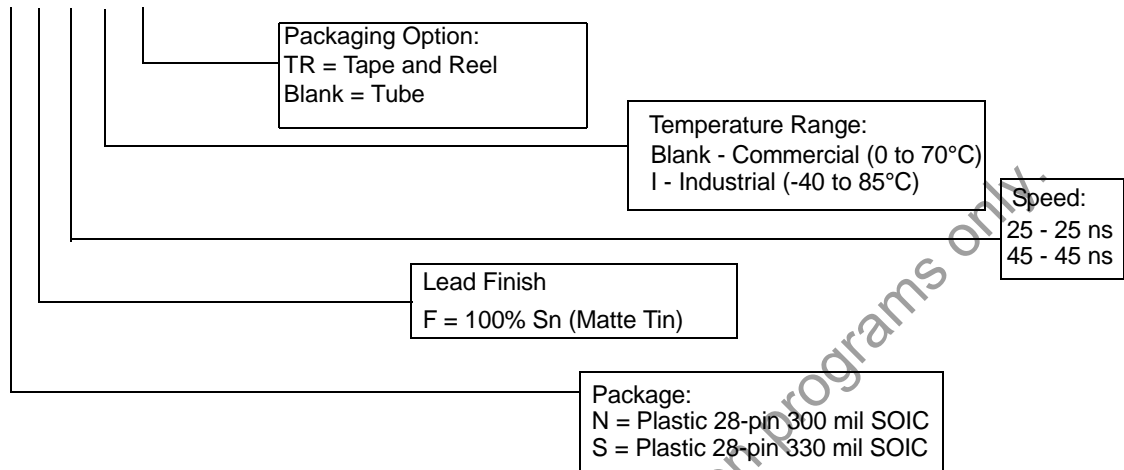 Packaging Option:
TR = Tape and Reel
Blank = Tube
Temperature Range:
Blank - Commercial (0 to 70°C)
I - Industrial (-40 to 85°C)
Speed:
25 - 25 ns
45 - 45 ns
Lead Finish
F = 100% Sn (Matte Tin)
Package:
N = Plastic 28-pin 300 mil SOIC
S = Plastic 28-pin 330 mil SOIC
programs only.